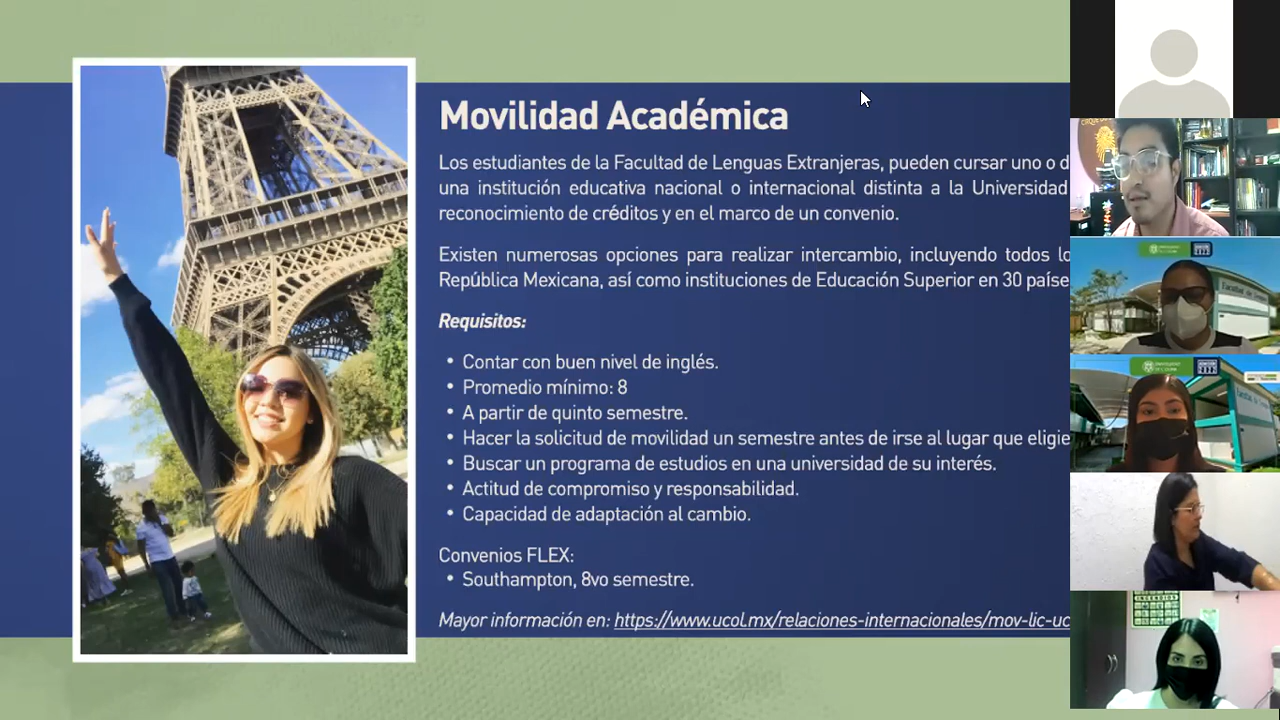 Movilidad Académica
Los estudiantes de la Facultad de Lenguas Extranjeras, pueden cursar uno o
una institución educativa nacional o internacional distinta a la Universidad
reconocimiento de créditos y en el marco de un convenio.
Existen numerosas opciones para realizar intercambio, incluyendo todos
República Mexicana, así como instituciones de Educación Superior en 30
Requisitos:
• Contar con buen nivel de inglés.
• Promedio mínimo: 8
• A partir de quinto semestre.
• Hacer la solicitud de movilidad un semestre antes de irse al lugar que
• Buscar un programa de estudios en una universidad de su interés.
• Actitud de compromiso y responsabilidad.
• Capacidad de adaptación al cambio.
Convenios FLEX:
• Southampton, 8vo semestre.
Mayor información en: https://www.ucol.mx/relaciones-internacionales/mov-lic-uc
INCENDIOS